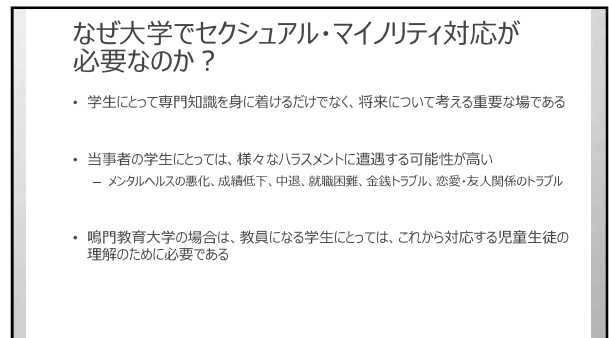 なぜ大学でセクシュアル・マイノリティ対応が
必要なのか？
• 学生にとって専門知識を身に着けるだけでなく、将来について考える重要な場である
• 当事者の学生にとっては、様々なハラスメントに遭遇する可能性が高い
– メンタルヘルスの悪化、成績低下、中退、就職困難、金銭トラブル、恋愛・友人関係のトラブル
• 鳴門教育大学の場合は、教員になる学生にとっては、これから対応する児童生徒の
理解のために必要である